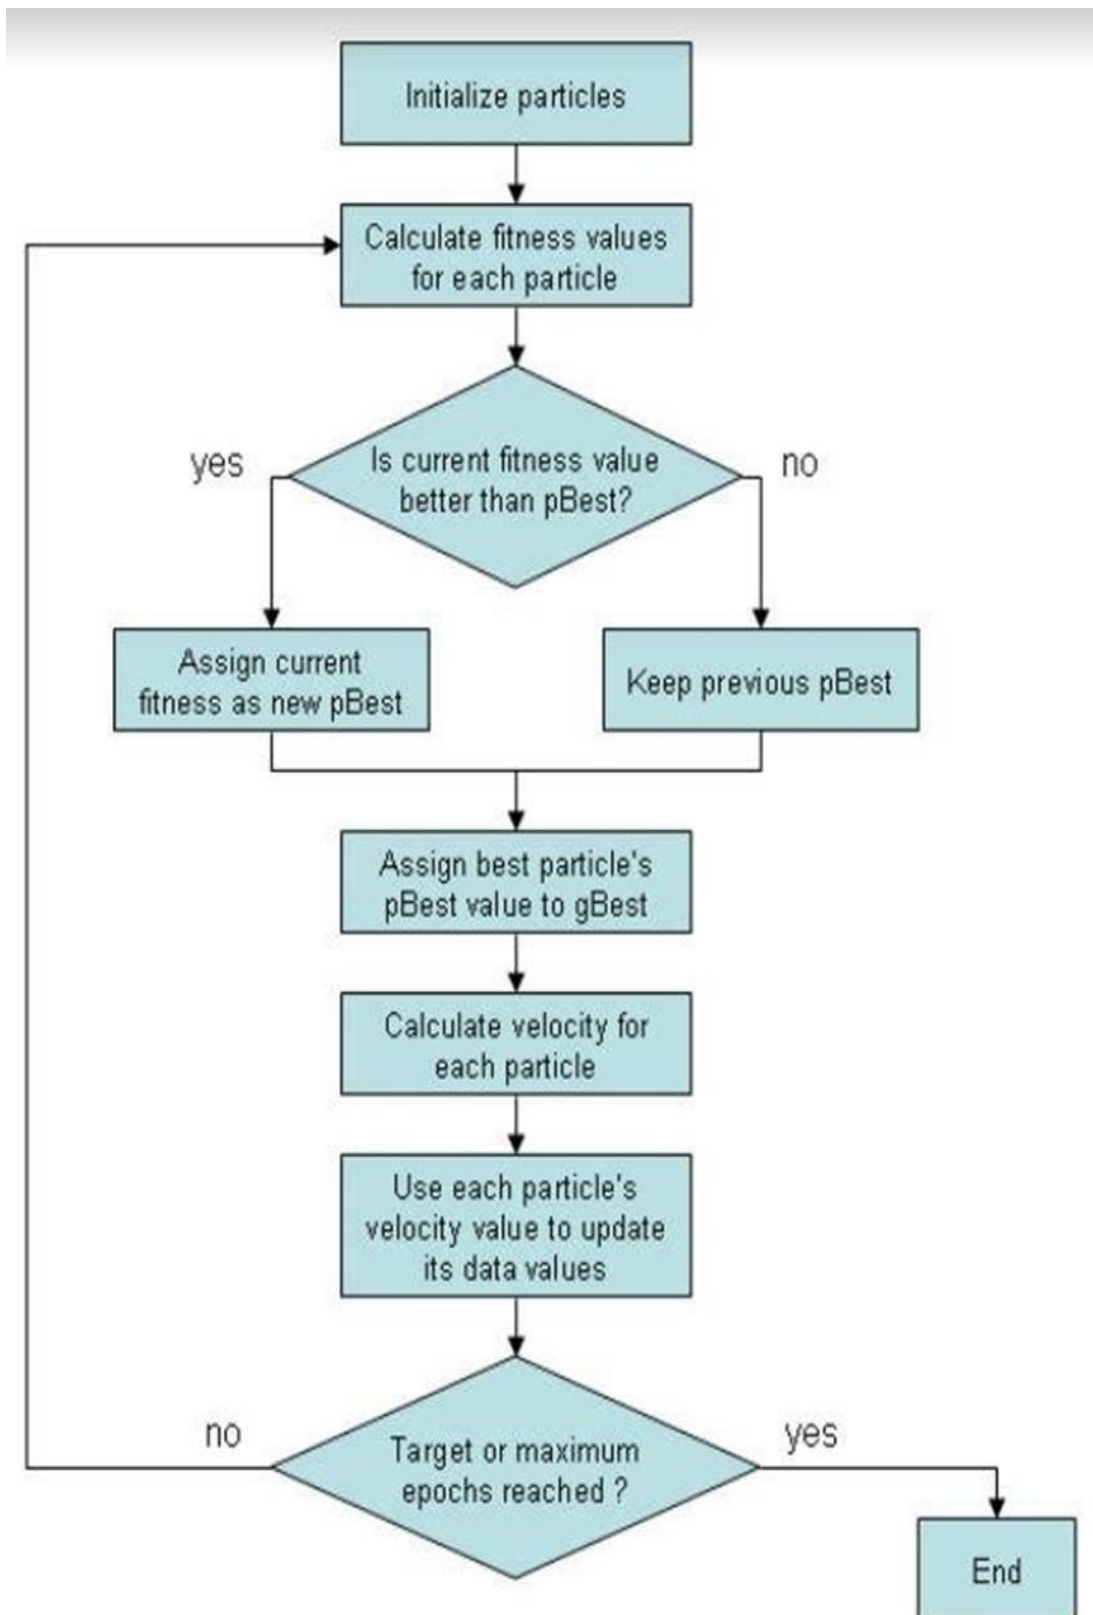 Initialize particles
Calculate fitness values
for each particle
yes
Is current fitness value
better than pBest?
no
Assign current
fitness as new pBest
Keep previous pBest
Assign best particle's
pBest value to gBest
Calculate velocity for
each particle
Use each particle's
velocity value to update
its data values
no
Target or maximum
epochs reached ?
yes
End